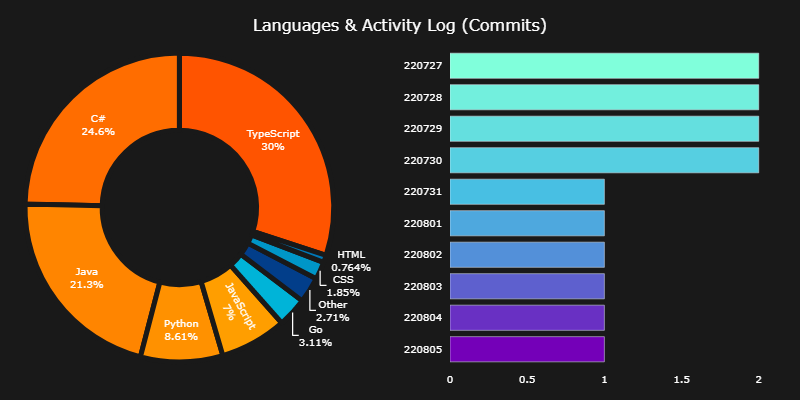 Languages & Activity Log (Commits)
TypeScript
30%
C#
24.6%
Java
21.3%
Python
8.61%
JavaScript
7%
Go
3.11%
Other
2.71%
CSS
1.85%
HTML
0.764%
220727
220728
220729
220730
220731
220801
220802
220803
220804
220805
0 0.5 1 1.5 2